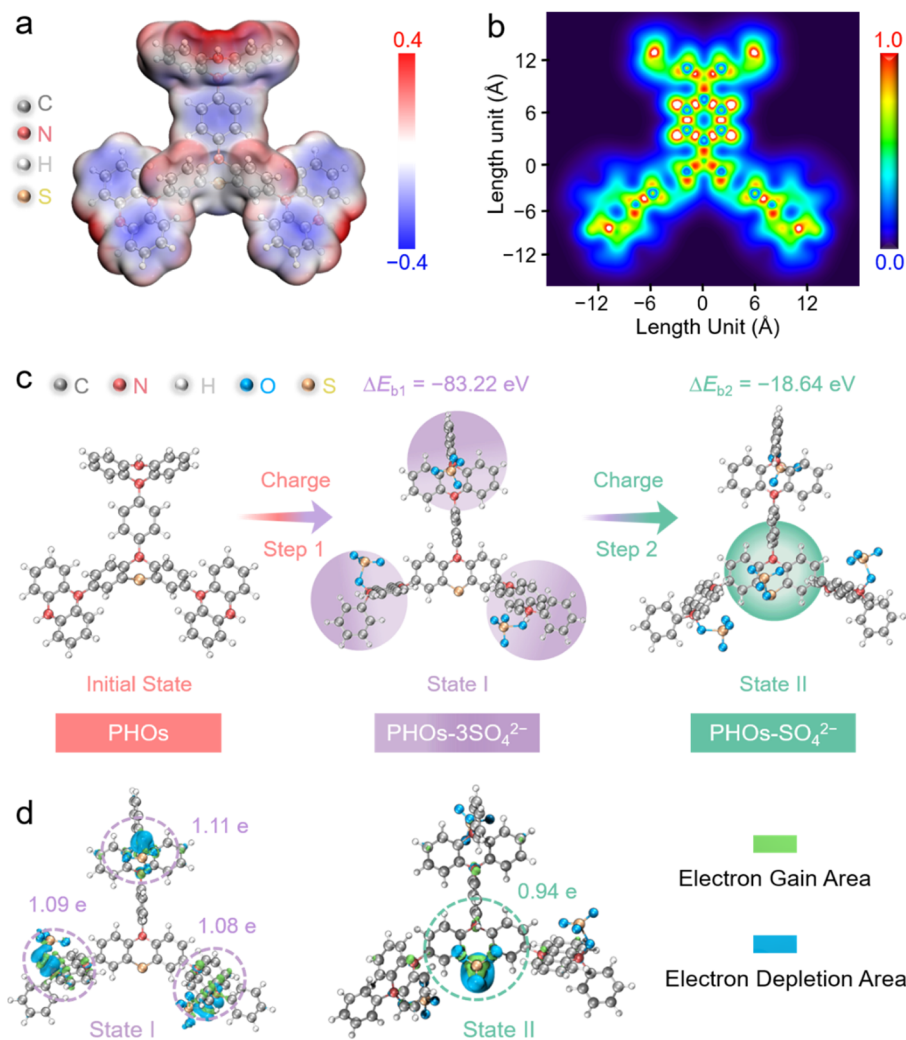 a
0.4
C
N
H
S
−0.4
b
1.0
Length unit (Å)
12
6
0
−6
−12
0.0
−12 −6 0 6 12
Length Unit (Å)
c
C N H O S
ΔE_b1 = −83.22 eV
ΔE_b2 = −18.64 eV
Charge
Step 1
Charge
Step 2
Initial State
State I
State II
PHOs
PHOs-3SO₄²⁻
PHOs-SO₄²⁻
d
1.11 e
1.09 e
1.08 e
State I
0.94 e
State II
Electron Gain Area
Electron Depletion Area